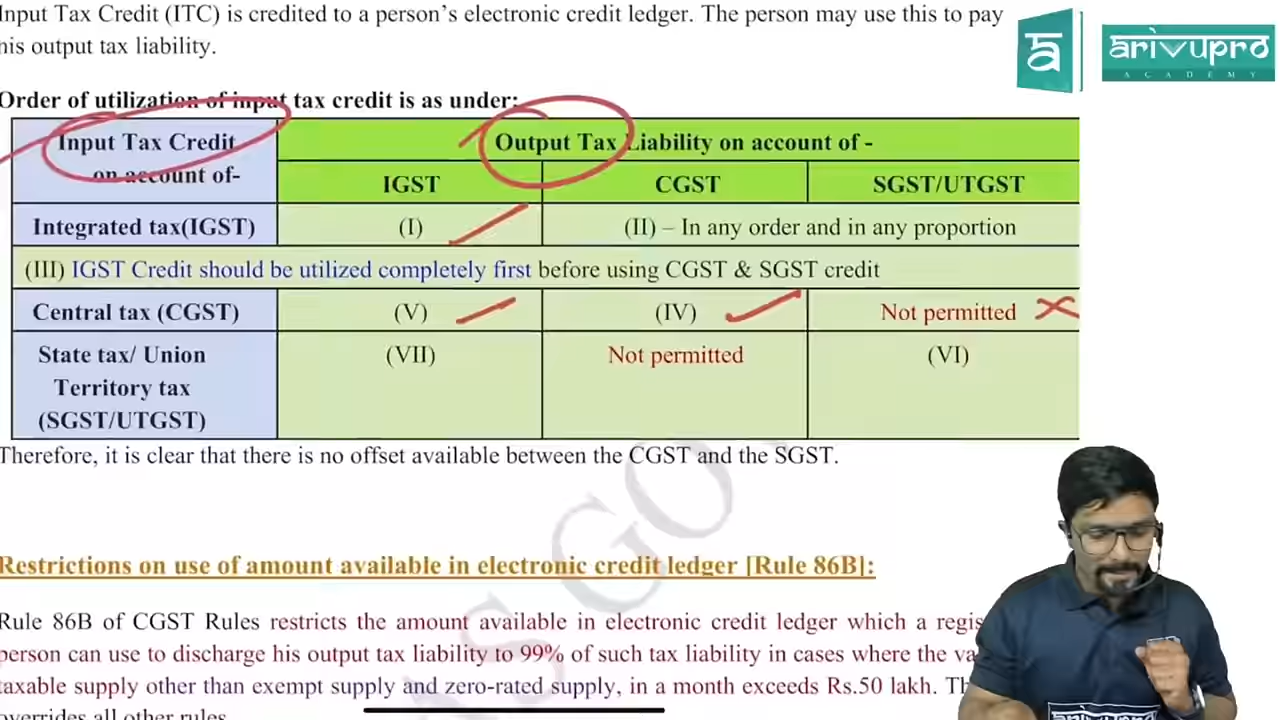 Input Tax Credit (ITC) is credited to a person's electronic credit ledger. The person may use this to pay
his output tax liability.
Order of utilization of input tax credit is as under:
Input Tax Credit
on account of-
Output Tax Liability on account of -
IGST CGST SGST/UTGST
Integrated tax(IGST) (I) (II) – In any order and in any proportion
(III) IGST Credit should be utilized completely first before using CGST & SGST credit
Central tax (CGST) (V) (IV) Not permitted
State tax/ Union
Territory tax
(SGST/UTGST)
(VII) Not permitted (VI)
Therefore, it is clear that there is no offset available between the CGST and the SGST.
Restrictions on use of amount available in electronic credit ledger [Rule 86B]:
Rule 86B of CGST Rules restricts the amount available in electronic credit ledger which a
person can use to discharge his output tax liability to 99% of such tax liability in cases where the
taxable supply other than exempt supply and zero-rated supply, in a month exceeds Rs.50 lakh.
overrides all other rules.
arivupro
ACADEMY